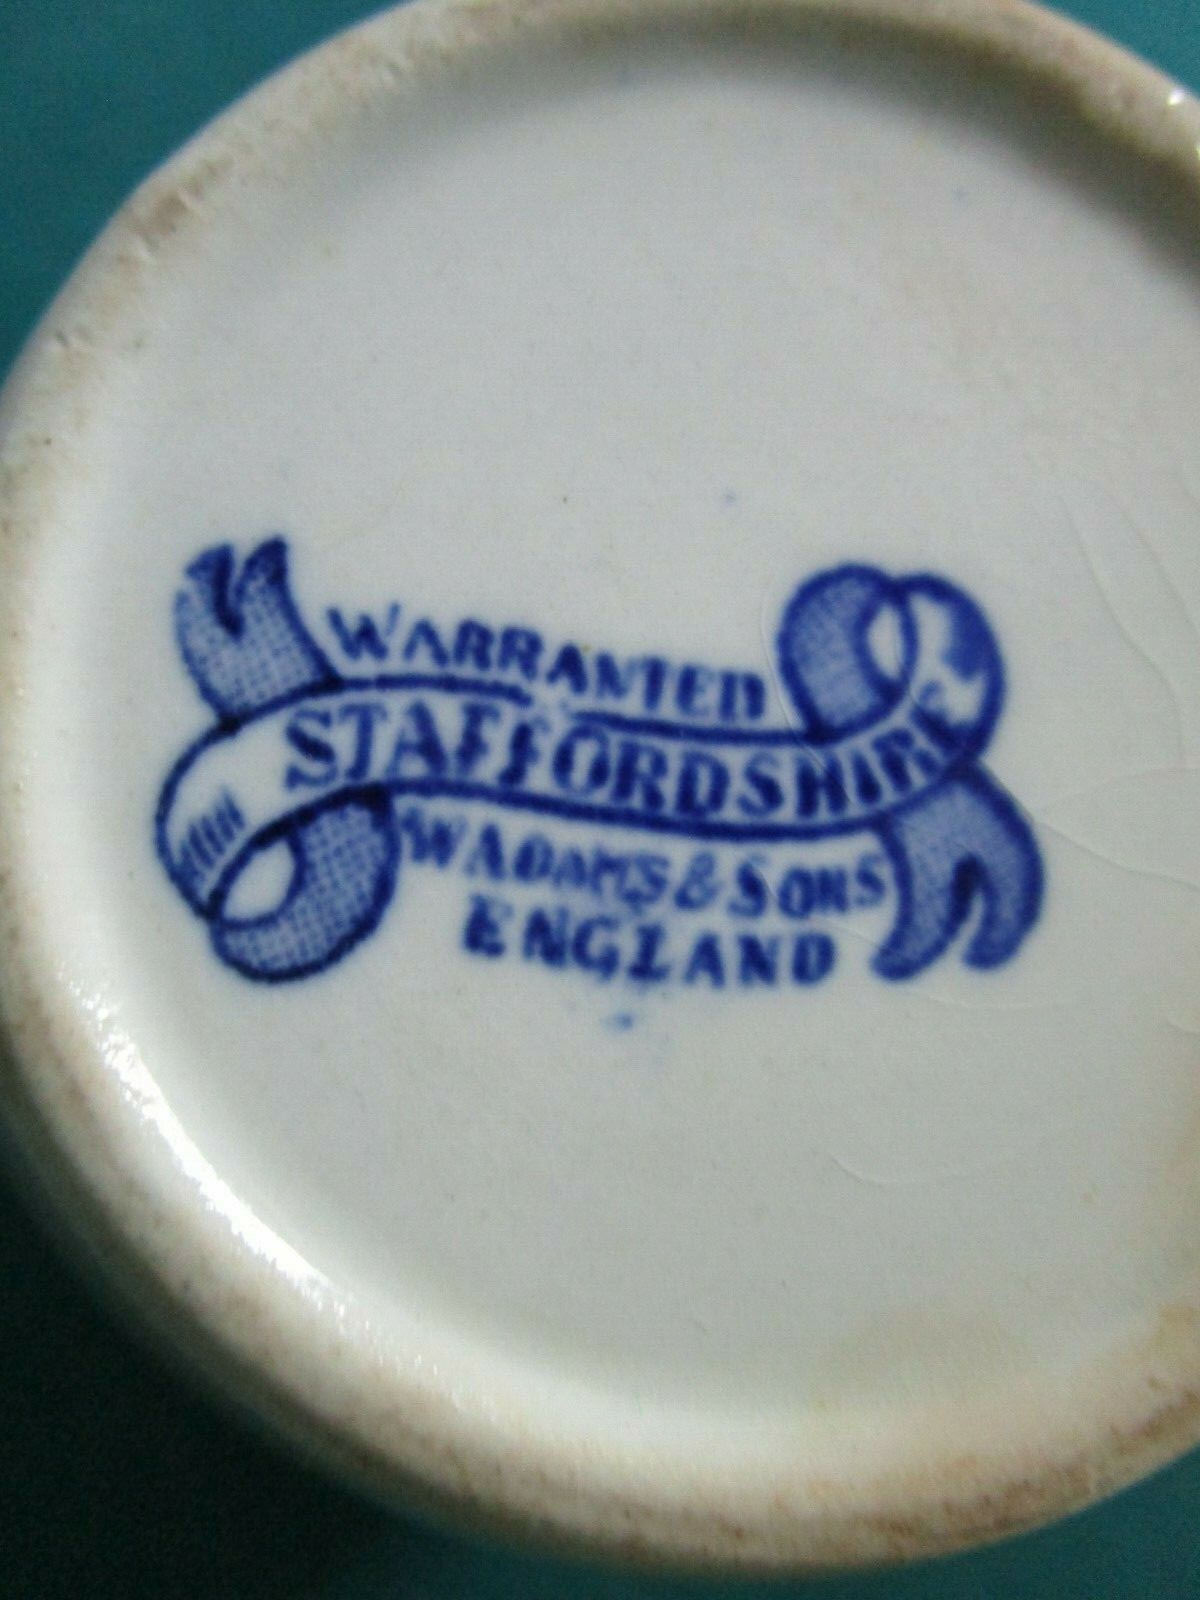 WARRANTED
STAFFORDSHIRE
W ADAMS & SONS
ENGLAND